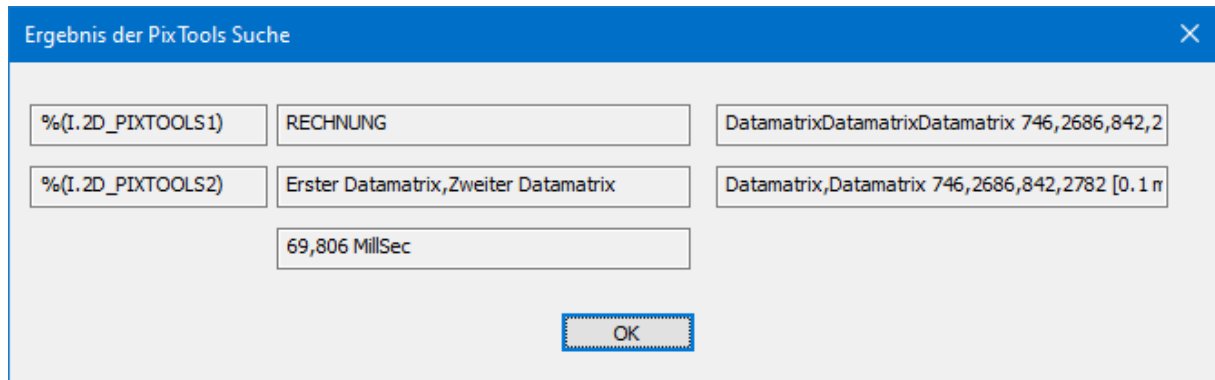 Ergebnis der PixTools Suche
%(I.2D_PIXTOOLS1) RECHNUNG DatamatrixDatamatrixDatamatrix 746,2686,842,2
%(I.2D_PIXTOOLS2) Erster Datamatrix,Zweiter Datamatrix Datamatrix,Datamatrix 746,2686,842,2782 [0.1 m
69,806 MillSec
OK